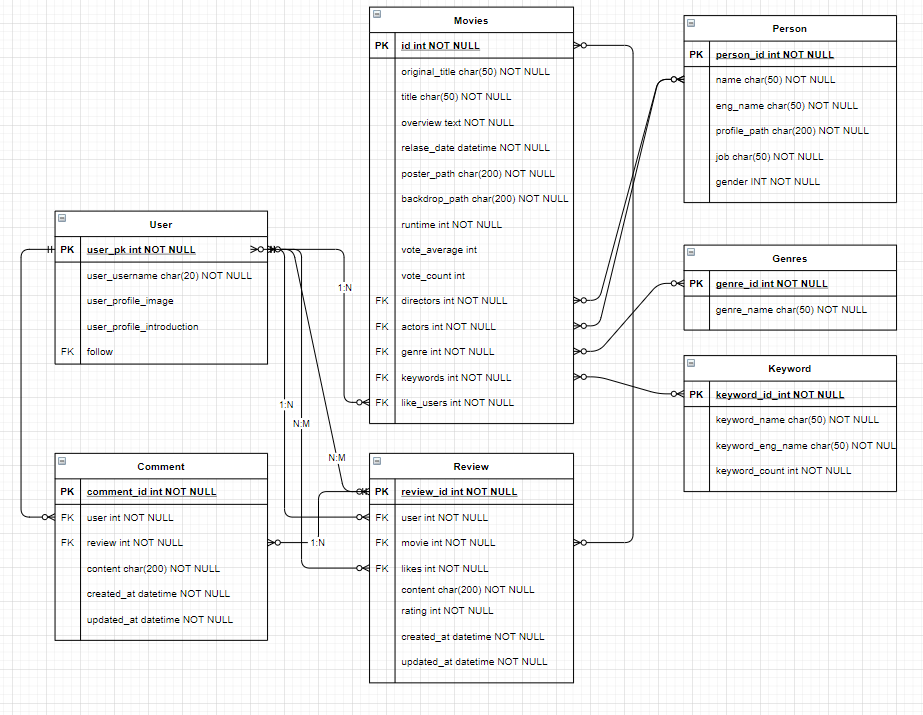 Movies
PK id int NOT NULL
original_title char(50) NOT NULL
title char(50) NOT NULL
overview text NOT NULL
relase_date datetime NOT NULL
poster_path char(200) NOT NULL
backdrop_path char(200) NOT NULL
runtime int NOT NULL
vote_average int
vote_count int
FK directors int NOT NULL
FK actors int NOT NULL
FK genre int NOT NULL
FK keywords int NOT NULL
FK like_users int NOT NULL
Person
PK person_id int NOT NULL
name char(50) NOT NULL
eng_name char(50) NOT NULL
profile_path char(200) NOT NULL
job char(50) NOT NULL
gender INT NOT NULL
User
PK user_pk int NOT NULL
user_username char(20) NOT NULL
user_profile_image
user_profile_introduction
FK follow
Genres
PK genre_id int NOT NULL
genre_name char(50) NOT NULL
Keyword
PK keyword_id_int NOT NULL
keyword_name char(50) NOT NULL
keyword_eng_name char(50) NOT NUL
keyword_count int NOT NULL
1:N
1:N
N:M
N:M
1:N
Comment
PK comment_id int NOT NULL
FK user int NOT NULL
FK review int NOT NULL
content char(200) NOT NULL
created_at datetime NOT NULL
updated_at datetime NOT NULL
Review
PK review_id int NOT NULL
FK user int NOT NULL
FK movie int NOT NULL
FK likes int NOT NULL
content char(200) NOT NULL
rating int NOT NULL
created_at datetime NOT NULL
updated_at datetime NOT NULL